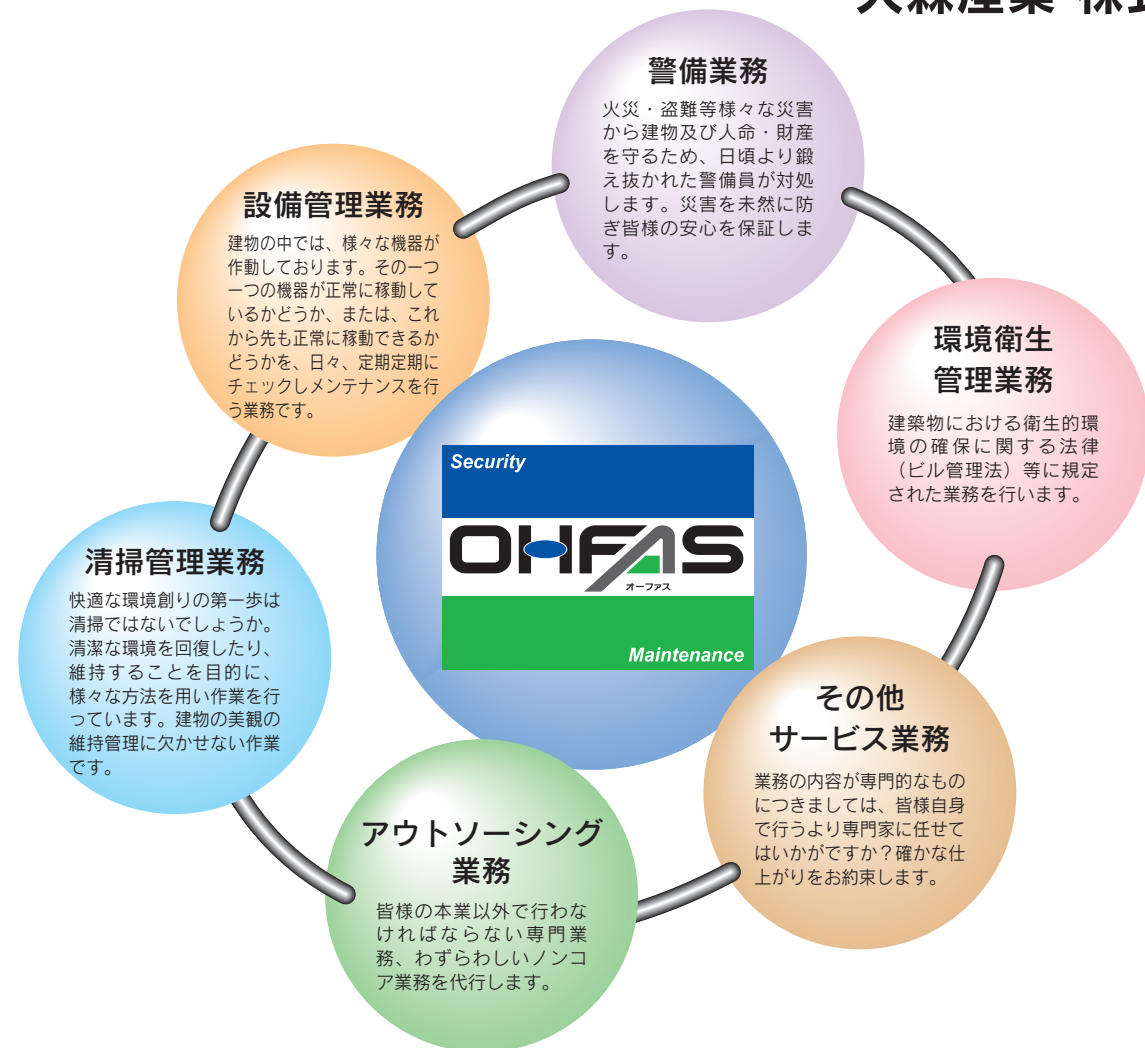 大森産業 株式
警備業務
火災・盗難等様々な災害
から建物及び人命・財産
を守るため、日頃より鍛
え抜かれた警備員が対処
します。災害を未然に防
ぎ皆様の安心を保証しま
す。
設備管理業務
建物の中では、様々な機器が
作動しております。その一つ
一つの機器が正常に稼動して
いるかどうか、または、これ
から先も正常に稼動できるか
どうかを、日々、定期定期に
チェックしメンテナンスを行
う業務です。
環境衛生
管理業務
建築物における衛生的環
境の確保に関する法律
（ビル管理法）等に規定
された業務を行います。
Security
OHFAS
オーファス
Maintenance
清掃管理業務
快適な環境創りの第一歩は
清掃ではないでしょうか。
清潔な環境を回復したり、
維持することを目的に、
様々な方法を用い作業を行
っています。建物の美観の
維持管理に欠かせない作業
です。
その他
サービス業務
業務の内容が専門的なもの
につきましては、皆様自身
で行うより専門家に任せて
はいかがですか？確かな仕
上がりをお約束します。
アウトソーシング
業務
皆様の本業以外で行わな
ければならない専門業
務、わずらわしいノンコ
ア業務を代行します。